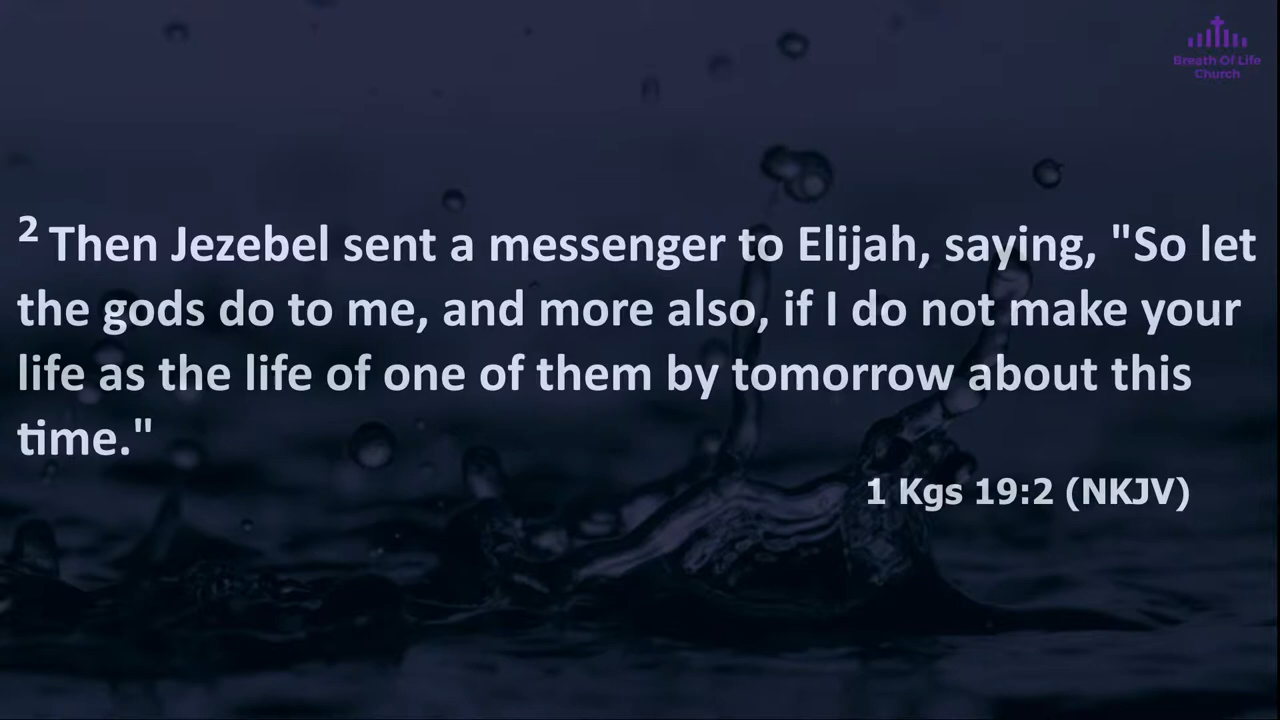 Breath Of Life
Church
2 Then Jezebel sent a messenger to Elijah, saying, "So let
the gods do to me, and more also, if I do not make your
life as the life of one of them by tomorrow about this
time."
1 Kgs 19:2 (NKJV)